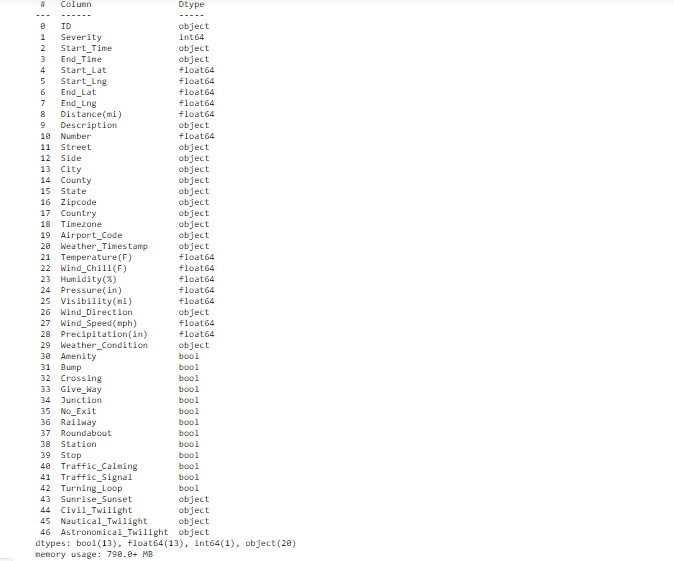 # Column Dtype
--- ------ -----
0 ID object
1 Severity int64
2 Start_Time object
3 End_Time object
4 Start_Lat float64
5 Start_Lng float64
6 End_Lat float64
7 End_Lng float64
8 Distance(mi) float64
9 Description object
10 Number float64
11 Street object
12 Side object
13 City object
14 County object
15 State object
16 Zipcode object
17 Country object
18 Timezone object
19 Airport_Code object
20 Weather_Timestamp object
21 Temperature(F) float64
22 Wind_Chill(F) float64
23 Humidity(%) float64
24 Pressure(in) float64
25 Visibility(mi) float64
26 Wind_Direction object
27 Wind_Speed(mph) float64
28 Precipitation(in) float64
29 Weather_Condition object
30 Amenity bool
31 Bump bool
32 Crossing bool
33 Give_Way bool
34 Junction bool
35 No_Exit bool
36 Railway bool
37 Roundabout bool
38 Station bool
39 Stop bool
40 Traffic_Calming bool
41 Traffic_Signal bool
42 Turning_Loop bool
43 Sunrise_Sunset object
44 Civil_Twilight object
45 Nautical_Twilight object
46 Astronomical_Twilight object
dtypes: bool(13), float64(13), int64(1), object(20)
memory usage: 790.0+ MB